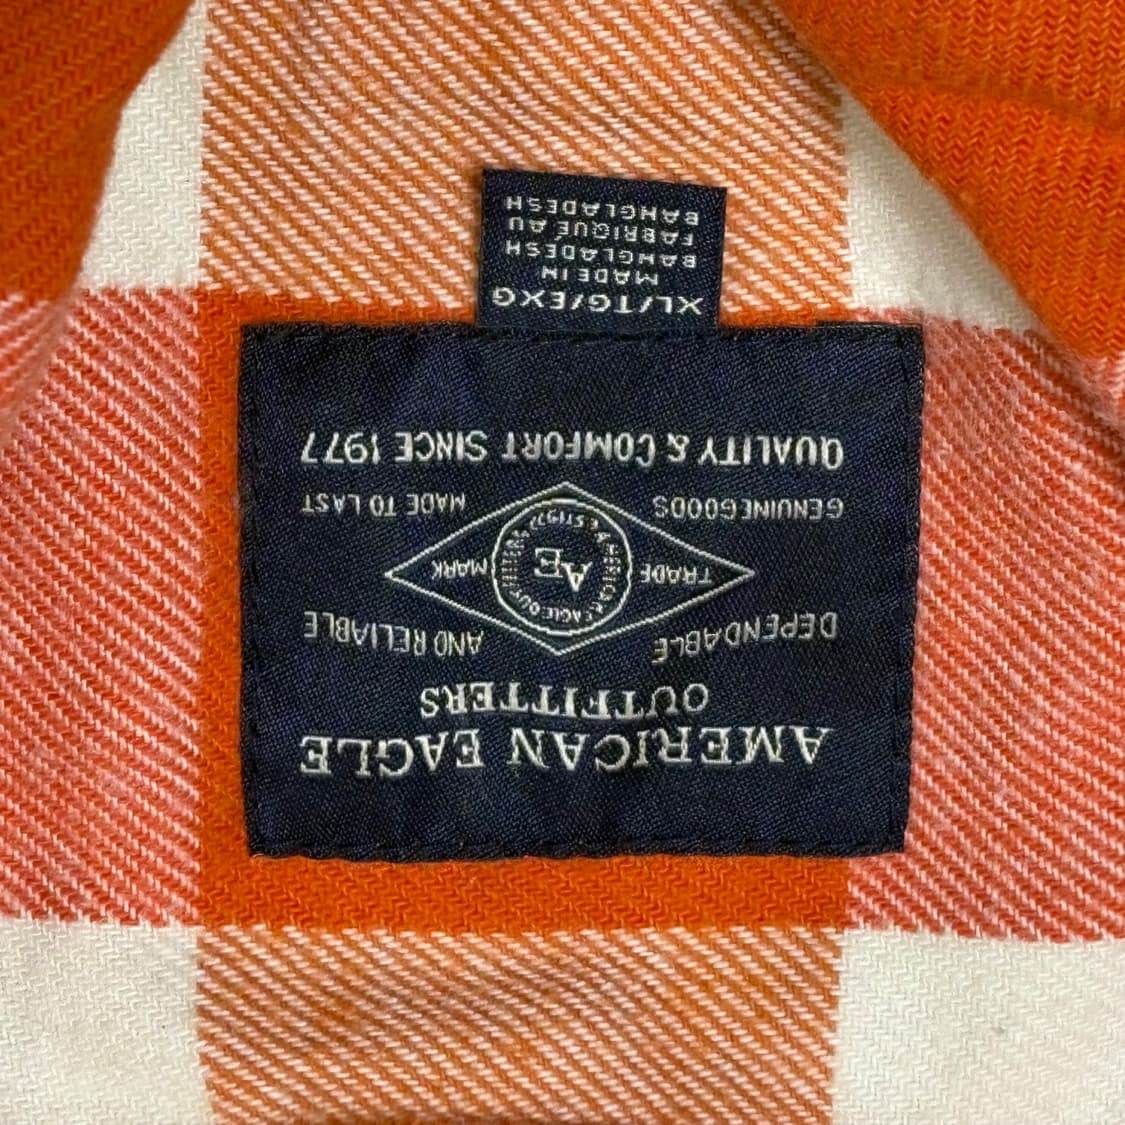 AMERICAN EAGLE
OUTFITTERS
DEPENDABLE AND RELIABLE
TRADE AE MARK
GENUINE GOODS MADE TO LAST
QUALITY & COMFORT SINCE 1977
XL/TG/EXG
MADE IN
BANGLADESH
FABRIQUÉ AU
BANGLADESH